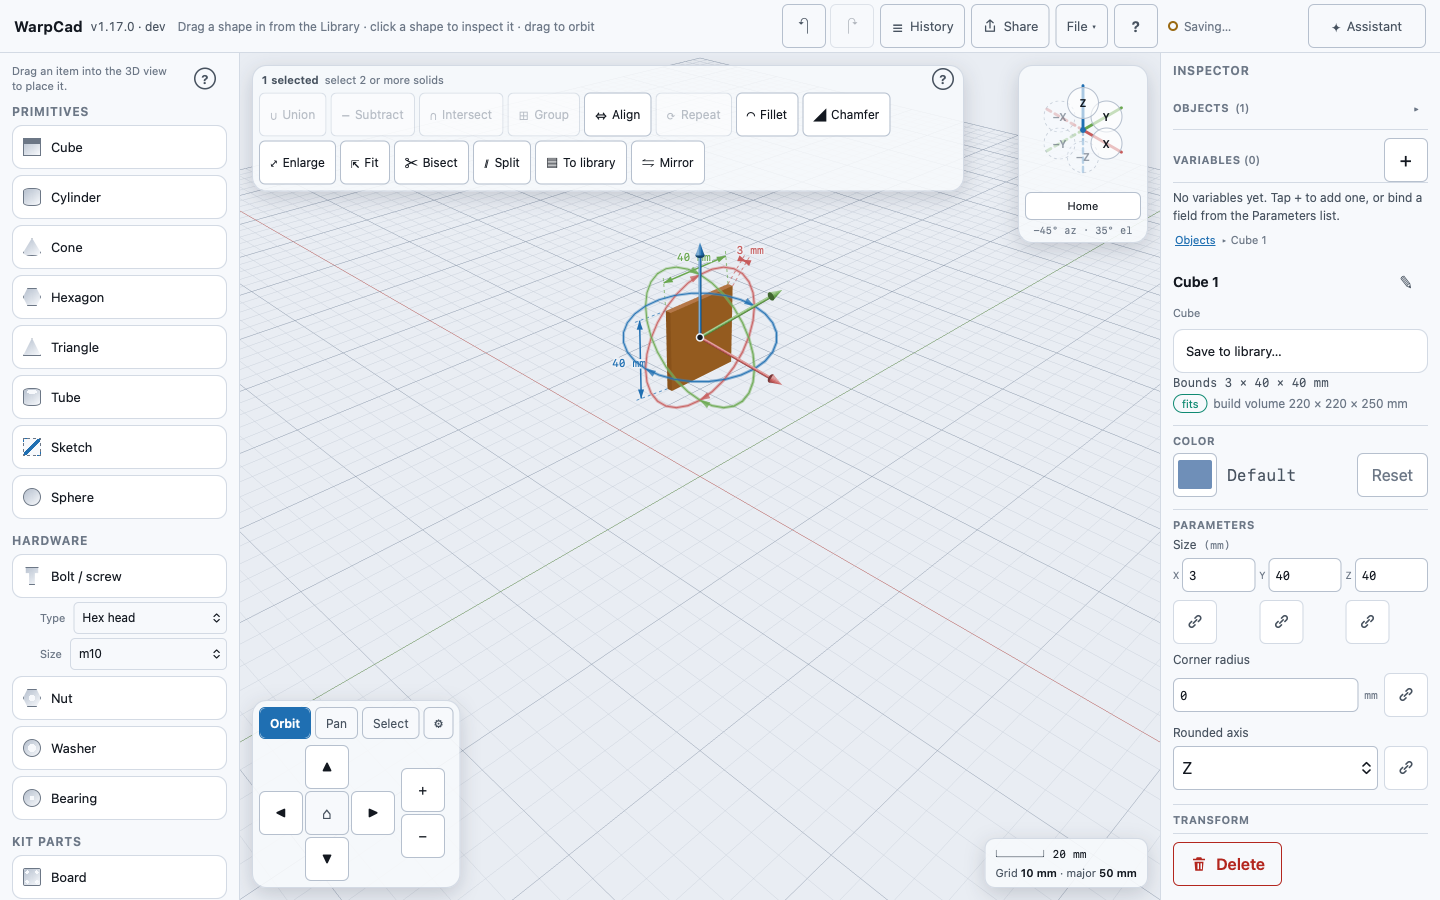 WarpCad v1.17.0 · dev Drag a shape in from the Library · click a shape to inspect it · drag to orbit
History Share File ? Saving... Assistant
Drag an item into the 3D view
to place it.
?
PRIMITIVES
Cube
Cylinder
Cone
Hexagon
Triangle
Tube
Sketch
Sphere
HARDWARE
Bolt / screw
Type Hex head
Size m10
Nut
Washer
Bearing
KIT PARTS
Board
1 selected select 2 or more solids
?
Union Subtract Intersect Group Align Repeat Fillet Chamfer
Enlarge Fit Bisect Split To library Mirror
40 mm
3 mm
40 mm
Z
-X Y
-Y X
-Z
Home
-45° az · 35° el
Orbit Pan Select
+
−
20 mm
Grid 10 mm · major 50 mm
INSPECTOR
OBJECTS (1)
VARIABLES (0) +
No variables yet. Tap + to add one, or bind a
field from the Parameters list.
Objects ▸ Cube 1
Cube 1
Cube
Save to library...
Bounds 3 × 40 × 40 mm
fits build volume 220 × 220 × 250 mm
COLOR
Default Reset
PARAMETERS
Size (mm)
X 3 Y 40 Z 40
Corner radius
0 mm
Rounded axis
Z
TRANSFORM
Delete